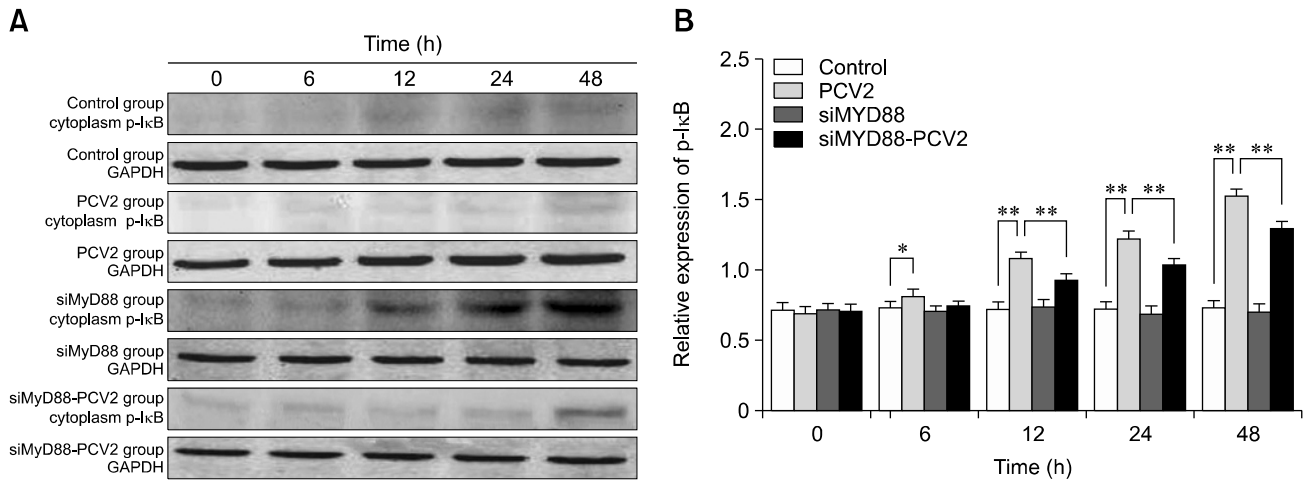 A
Time (h)
0 6 12 24 48
Control group
cytoplasm p-IκB
Control group
GAPDH
PCV2 group
cytoplasm p-IκB
PCV2 group
GAPDH
siMyD88 group
cytoplasm p-IκB
siMyD88 group
GAPDH
siMyD88-PCV2 group
cytoplasm p-IκB
siMyD88-PCV2 group
GAPDH
B
Relative expression of p-IκB
2.5
2.0
1.5
1.0
0.5
0
Control
PCV2
siMYD88
siMYD88-PCV2
*
** **
** **
** **
0 6 12 24 48
Time (h)